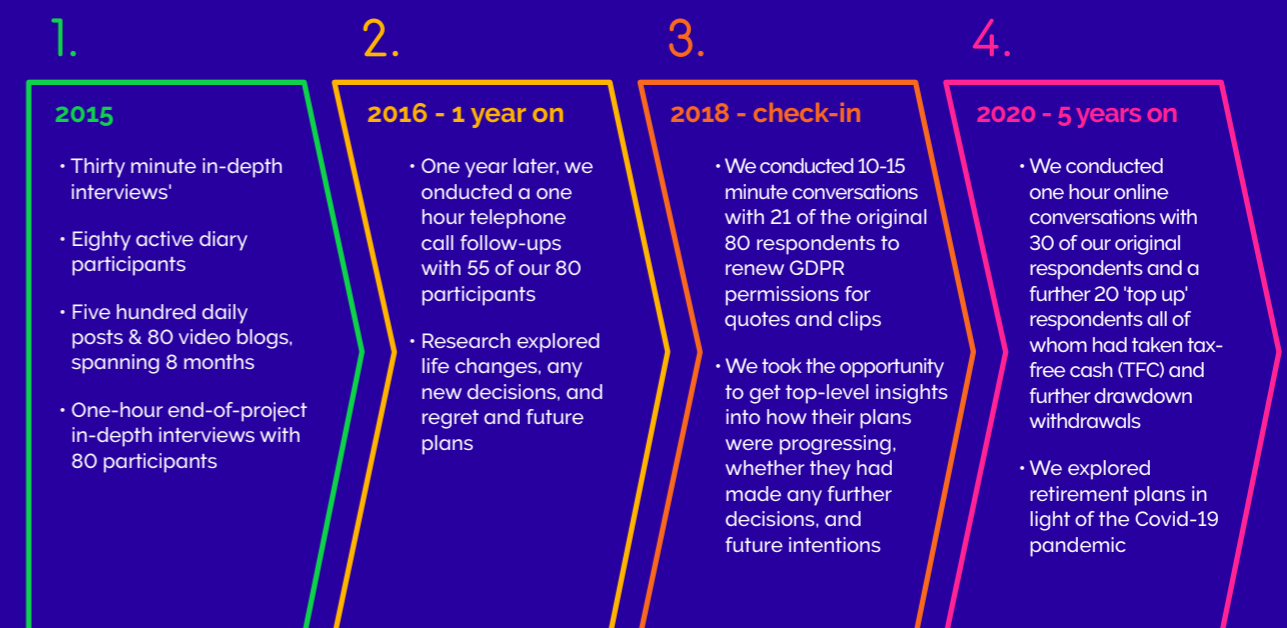 1.
2015
• Thirty minute in-depth
interviews'
• Eighty active diary
participants
• Five hundred daily
posts & 80 video blogs,
spanning 8 months
• One-hour end-of-project
in-depth interviews with
80 participants
2.
2016 - 1 year on
• One year later, we
onducted a one
hour telephone
call follow-ups
with 55 of our 80
participants
• Research explored
life changes, any
new decisions, and
regret and future
plans
3.
2018 - check-in
• We conducted 10-15
minute conversations
with 21 of the original
80 respondents to
renew GDPR
permissions for
quotes and clips
• We took the opportunity
to get top-level insights
into how their plans
were progressing,
whether they had
made any further
decisions, and
future intentions
4.
2020 - 5 years on
• We conducted
one hour online
conversations with
30 of our original
respondents and a
further 20 'top up'
respondents all of
whom had taken tax-
free cash (TFC) and
further drawdown
withdrawals
• We explored
retirement plans in
light of the Covid-19
pandemic